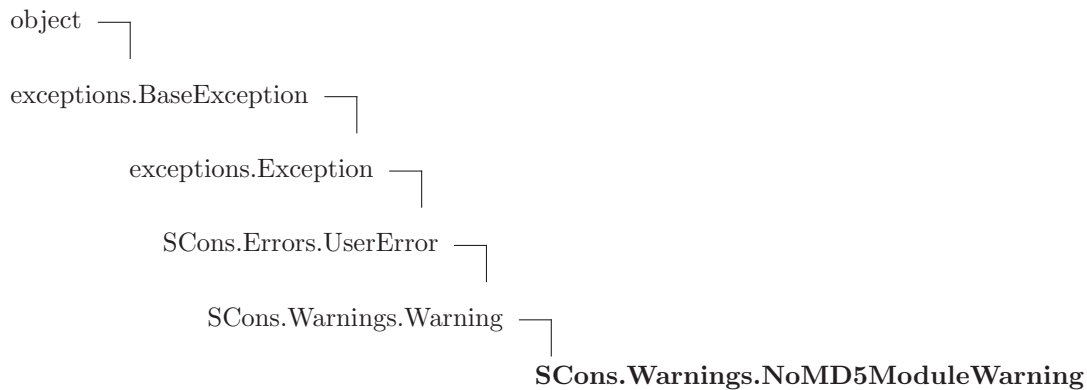 object
exceptions.BaseException
exceptions.Exception
SCons.Errors.UserError
SCons.Warnings.Warning
SCons.Warnings.NoMD5ModuleWarning